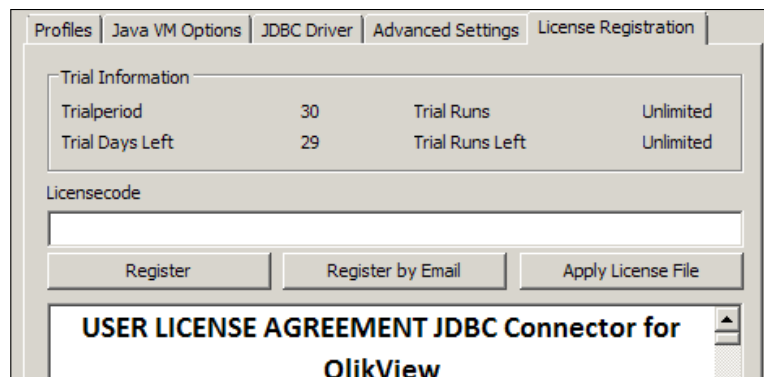 Profiles Java VM Options JDBC Driver Advanced Settings License Registration
Trial Information
Trialperiod 30 Trial Runs Unlimited
Trial Days Left 29 Trial Runs Left Unlimited
Licensecode
Register Register by Email Apply License File
USER LICENSE AGREEMENT JDBC Connector for
QlikView